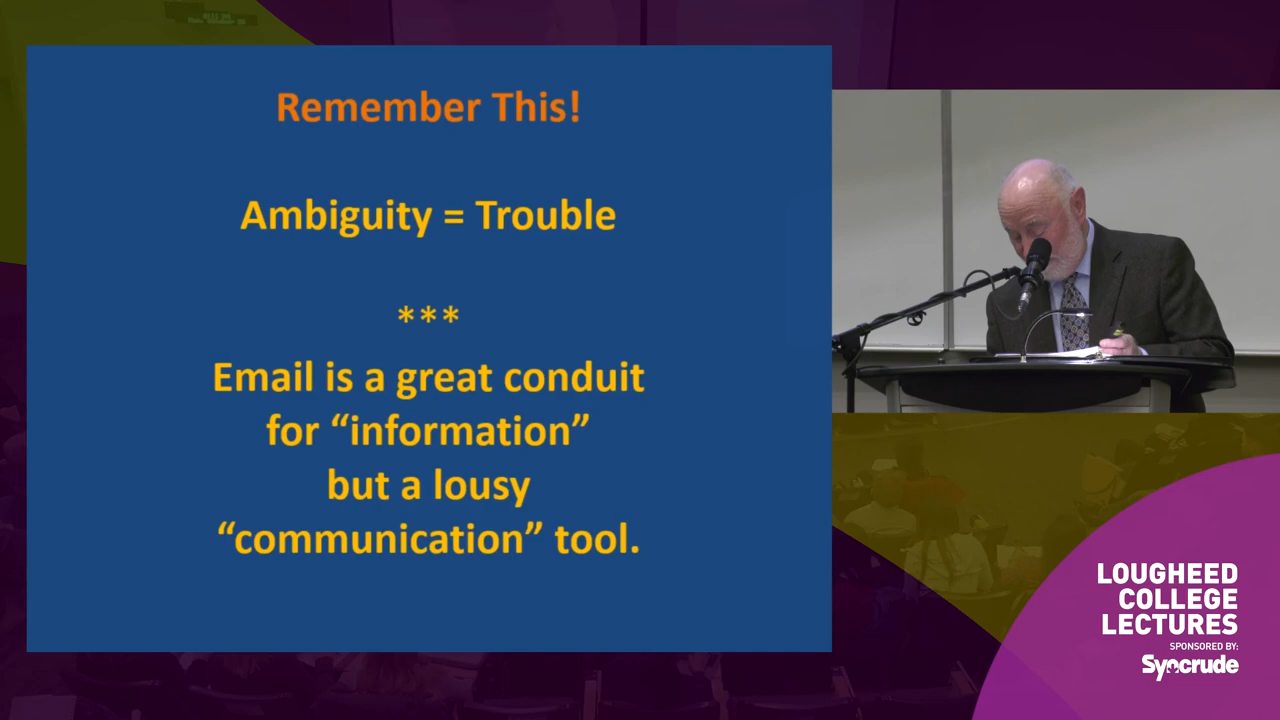 Remember This!
Ambiguity = Trouble
***
Email is a great conduit
for “information”
but a lousy
“communication” tool.
LOUGHEED
COLLEGE
LECTURES
SPONSORED BY:
Syncrude